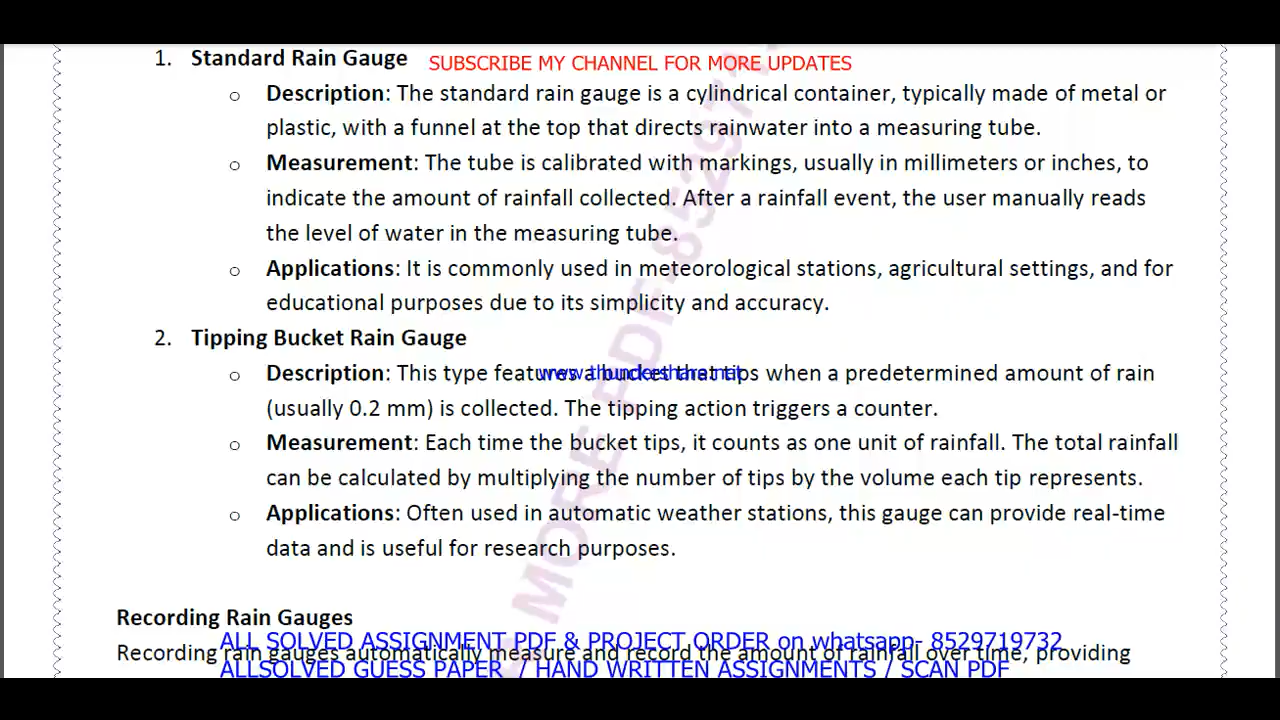 1. Standard Rain Gauge SUBSCRIBE MY CHANNEL FOR MORE UPDATES
o Description: The standard rain gauge is a cylindrical container, typically made of metal or
plastic, with a funnel at the top that directs rainwater into a measuring tube.
o Measurement: The tube is calibrated with markings, usually in millimeters or inches, to
indicate the amount of rainfall collected. After a rainfall event, the user manually reads
the level of water in the measuring tube.
o Applications: It is commonly used in meteorological stations, agricultural settings, and for
educational purposes due to its simplicity and accuracy.
2. Tipping Bucket Rain Gauge
o Description: This type features a bucket that tips when a predetermined amount of rain
(usually 0.2 mm) is collected. The tipping action triggers a counter.
o Measurement: Each time the bucket tips, it counts as one unit of rainfall. The total rainfall
can be calculated by multiplying the number of tips by the volume each tip represents.
o Applications: Often used in automatic weather stations, this gauge can provide real-time
data and is useful for research purposes.
Recording Rain Gauges
ALL SOLVED ASSIGNMENT PDF & PROJECT ORDER on whatsapp- 8529719732
Recording rain gauges automatically measure and record the amount of rainfall over time, providing
ALLSOLVED GUESS PAPER / HAND WRITTEN ASSIGNMENTS / SCAN PDF
MORE PDF-852971